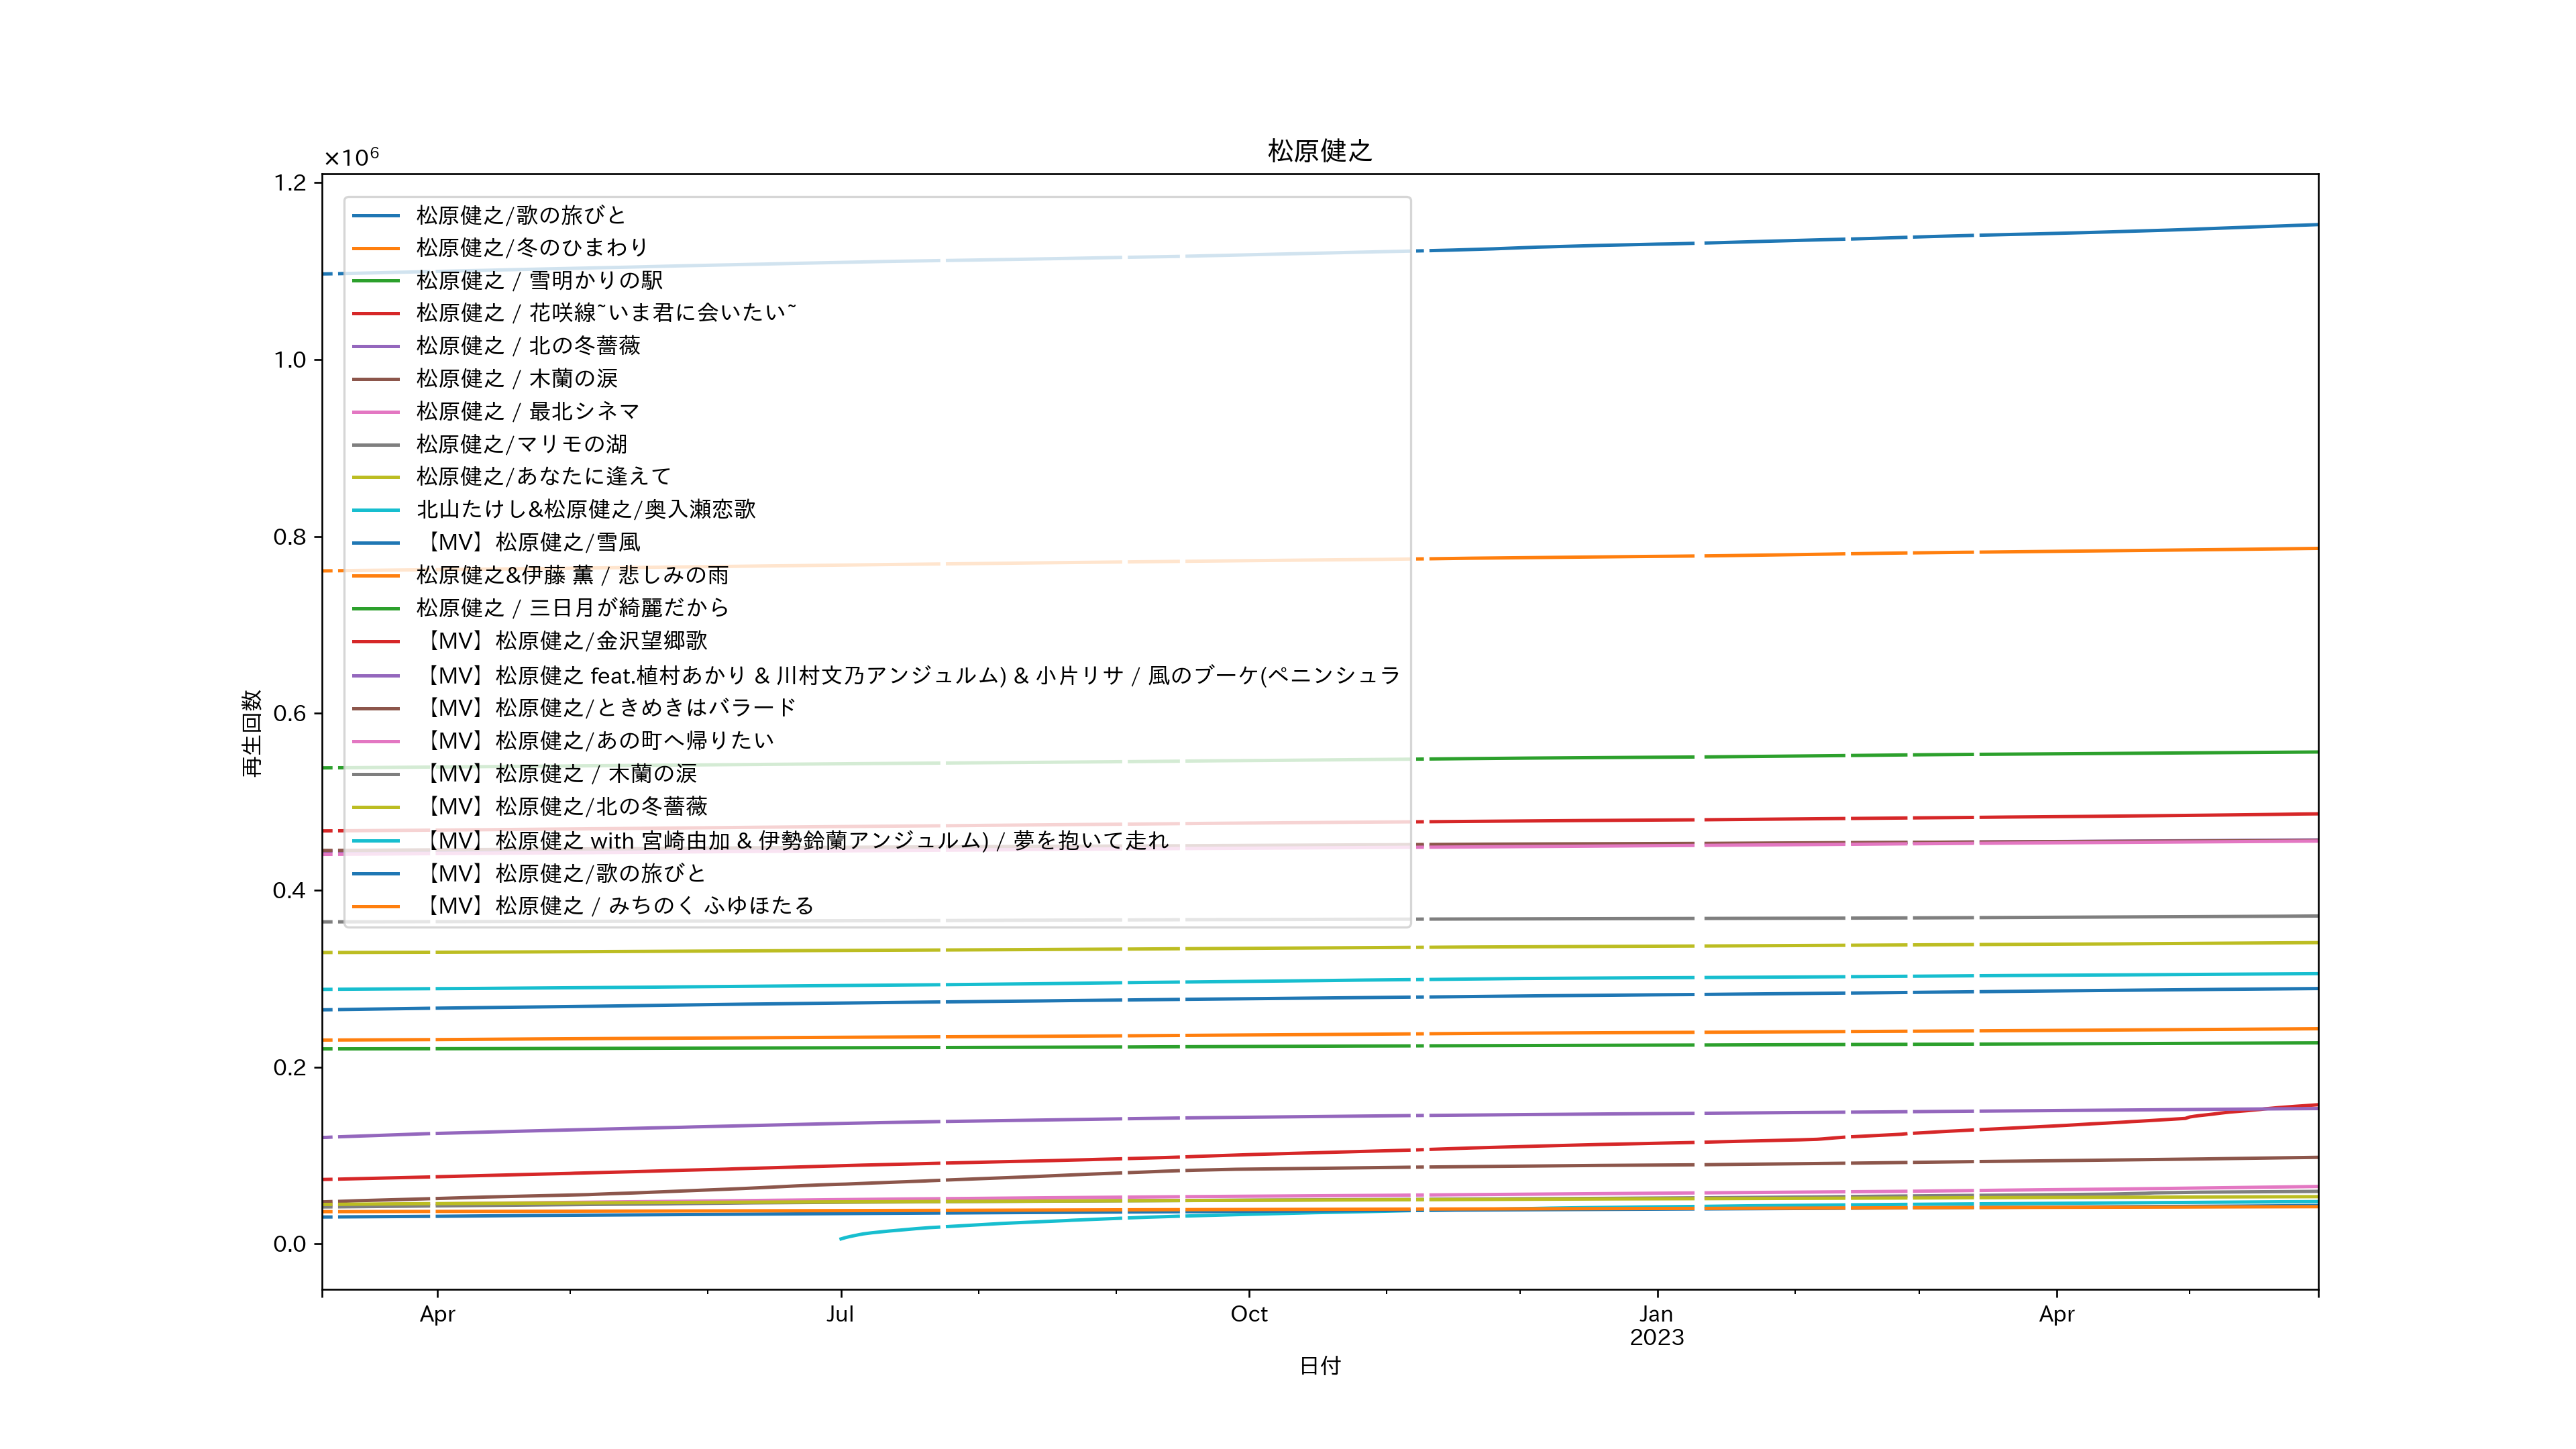 松原健之
×10⁶
1.2
1.0
0.8
0.6
0.4
0.2
0.0
再生回数
松原健之/歌の旅びと
松原健之/冬のひまわり
松原健之 / 雪明かりの駅
松原健之 / 花咲線~いま君に会いたい~
松原健之 / 北の冬薔薇
松原健之 / 木蘭の涙
松原健之 / 最北シネマ
松原健之/マリモの湖
松原健之/あなたに逢えて
北山たけし&松原健之/奥入瀬恋歌
【MV】松原健之/雪風
松原健之&伊藤 薫 / 悲しみの雨
松原健之 / 三日月が綺麗だから
【MV】松原健之/金沢望郷歌
【MV】松原健之 feat.植村あかり & 川村文乃アンジュルム) & 小片リサ / 風のブーケ(ペニンシュラ
【MV】松原健之/ときめきはバラード
【MV】松原健之/あの町へ帰りたい
【MV】松原健之 / 木蘭の涙
【MV】松原健之/北の冬薔薇
【MV】松原健之 with 宮崎由加 & 伊勢鈴蘭アンジュルム) / 夢を抱いて走れ
【MV】松原健之/歌の旅びと
【MV】松原健之 / みちのく ふゆほたる
Apr Jul Oct Jan Apr
2023
日付